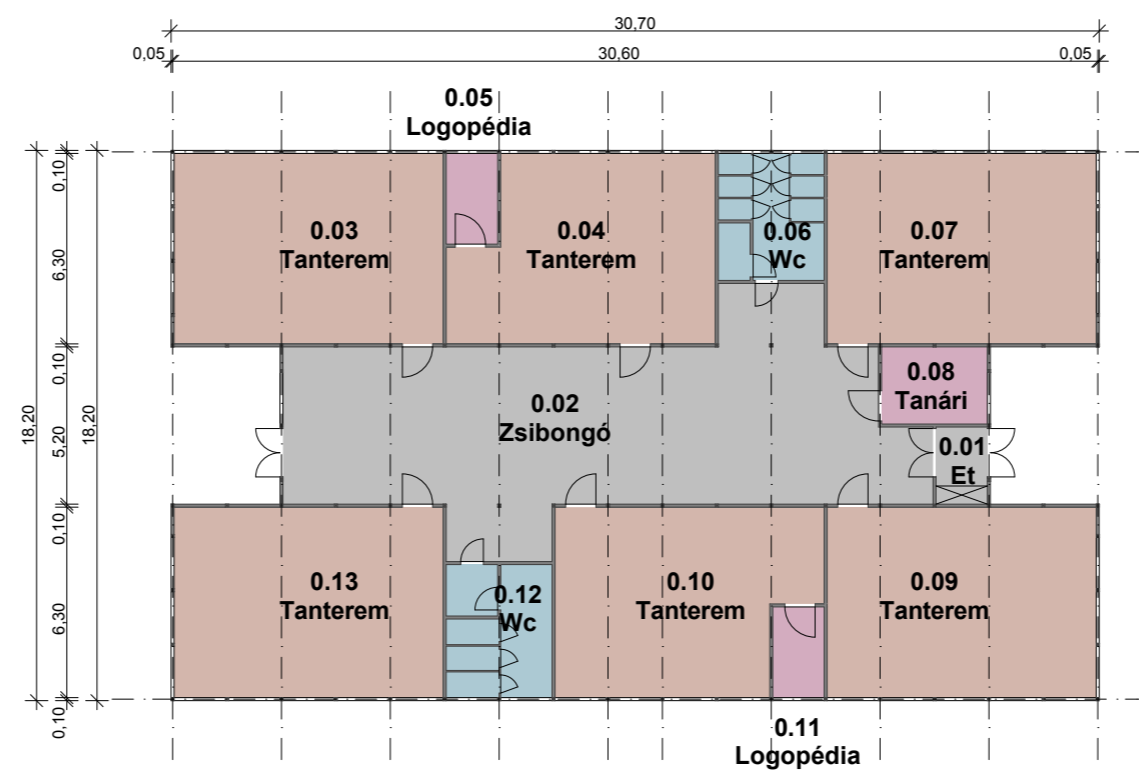 30,70
0,05
30,60
0,05
0.05
Logopédia
0.03
Tanterem
0.04
Tanterem
0.06
Wc
0.07
Tanterem
0.08
Tanári
0.02
Zsibongó
0.01
Et
0.13
Tanterem
0.12
Wc
0.10
Tanterem
0.09
Tanterem
0.11
Logopédia
18,20
0,10
6,30
0,10
5,20
0,10
6,30
0,10
18,20